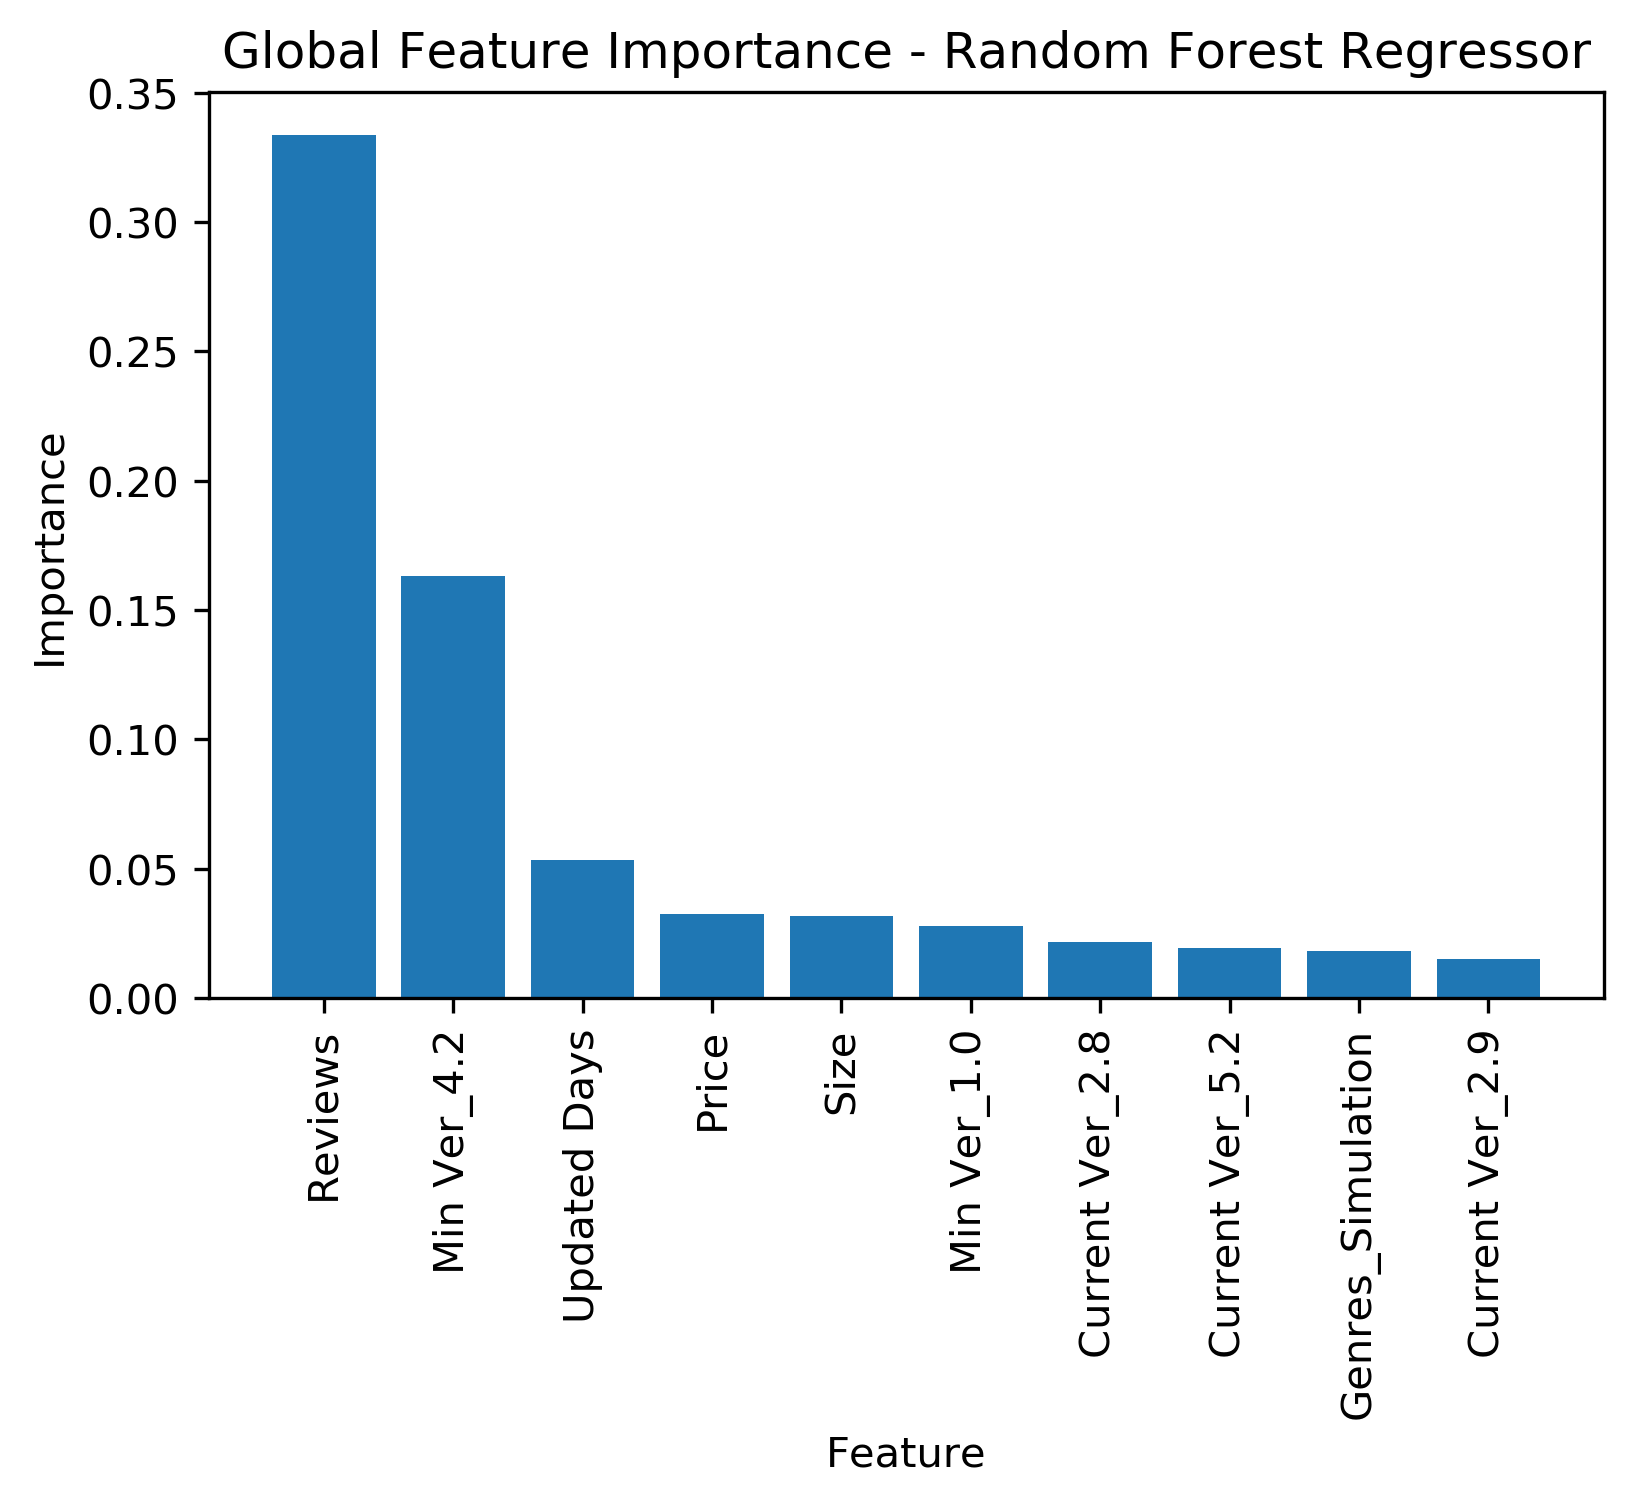 Global Feature Importance - Random Forest Regressor
0.35
0.30
0.25
0.20
0.15
0.10
0.05
0.00
Importance
Reviews
Min Ver_4.2
Updated Days
Price
Size
Min Ver_1.0
Current Ver_2.8
Current Ver_5.2
Genres_Simulation
Current Ver_2.9
Feature